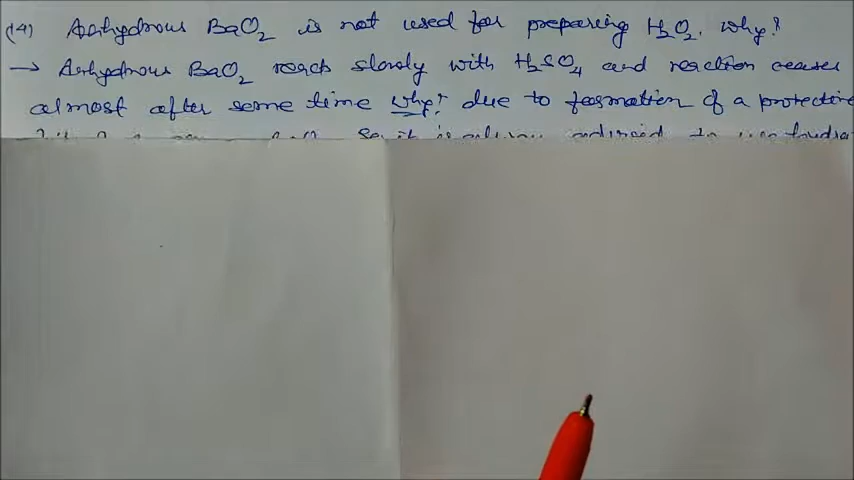 (14) Anhydrous BaO₂ is not used for preparing H₂O₂. Why?
→ Anhydrous BaO₂ reacts slowly with H₂SO₄ and reaction ceases
almost after some time why? due to formation of a protective